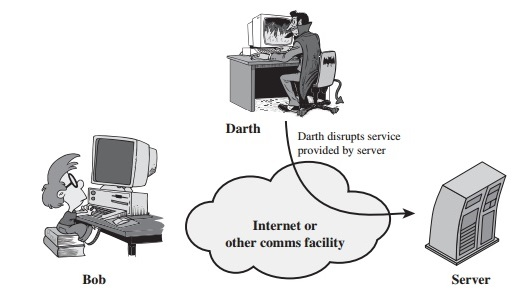 Darth
Darth disrupts service
provided by server
Internet or
other comms facility
Bob
Server